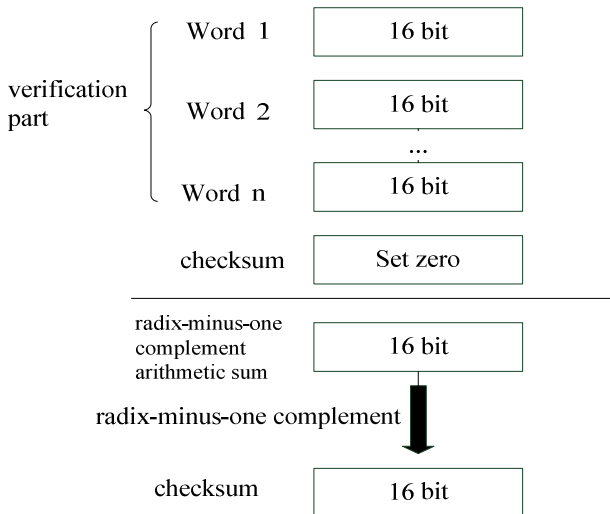 Word 1
16 bit
verification
part
Word 2
16 bit
...
Word n
16 bit
checksum
Set zero
radix-minus-one
complement
arithmetic sum
16 bit
radix-minus-one complement
checksum
16 bit